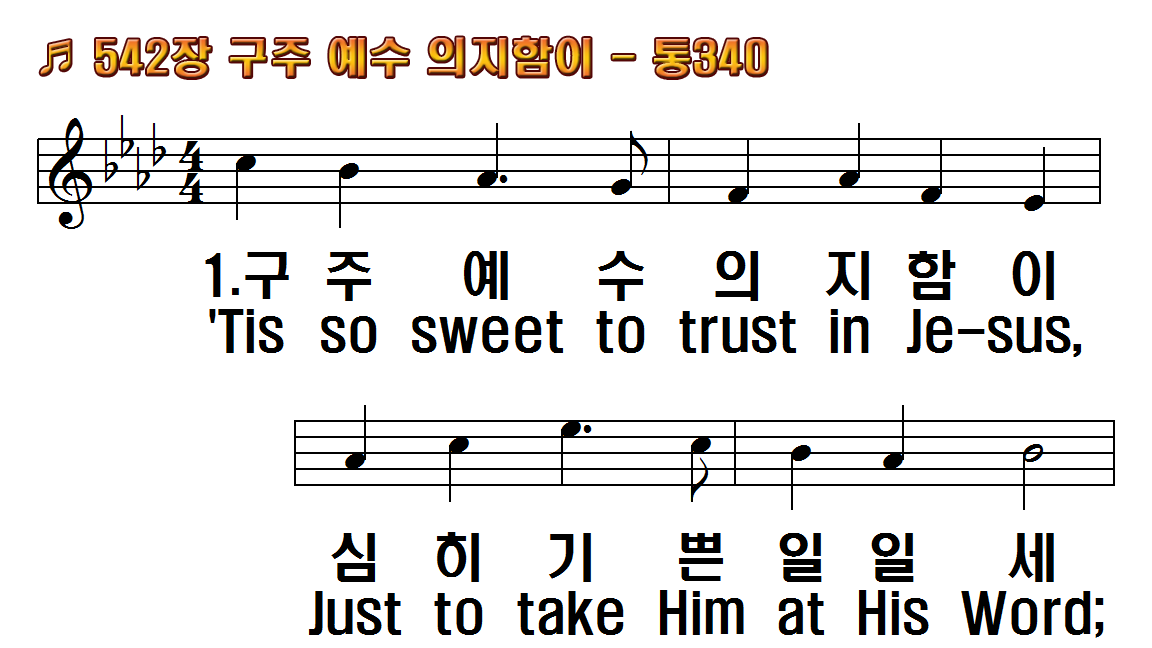 ♬ 542장 구주 예수 의지함이 - 통340
4
4
1.구 주 예 수 의 지 함 이
'Tis so sweet to trust in Je-sus,
심 히 기 쁜 일 일 세
Just to take Him at His Word;